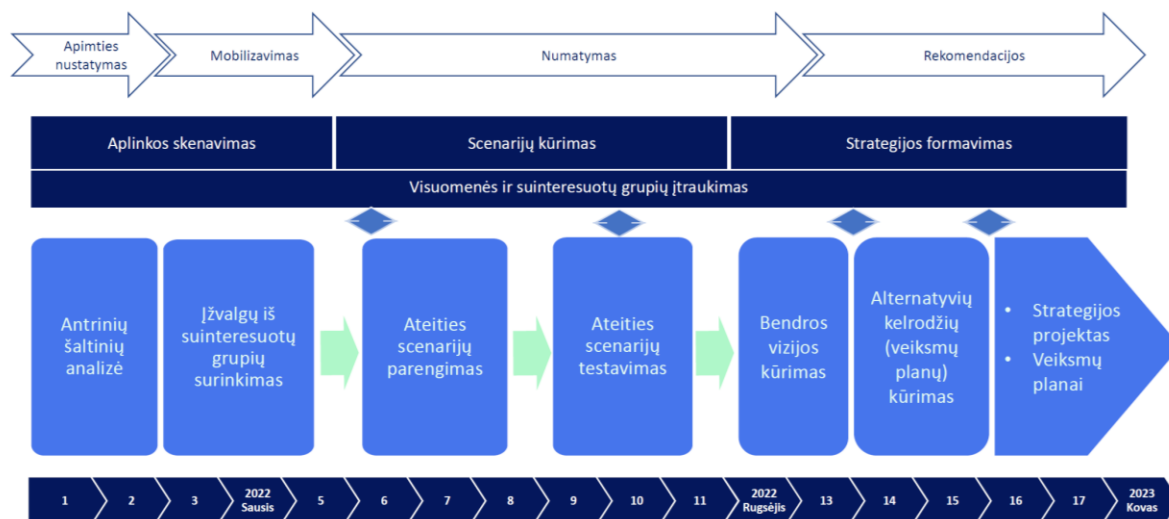 Apimties
nustatymas
Mobilizavimas
Numatymas
Rekomendacijos
Aplinkos skenavimas
Scenarijų kūrimas
Strategijos formavimas
Visuomenės ir suinteresuotų grupių įtraukimas
Antrinių
šaltinių
analizė
Įžvalgų iš
suinteresuotų
grupių
surinkimas
Ateities
scenarijų
parengimas
Ateities
scenarijų
testavimas
Bendros
vizijos
kūrimas
Alternatyvių
kelrodžių
(veiksmų
planų)
kūrimas
• Strategijos
projektas
• Veiksmų
planai
1
2
3
2022
Sausis
5
6
7
8
9
10
11
2022
Rugsėjis
13
14
15
16
17
2023
Kovas